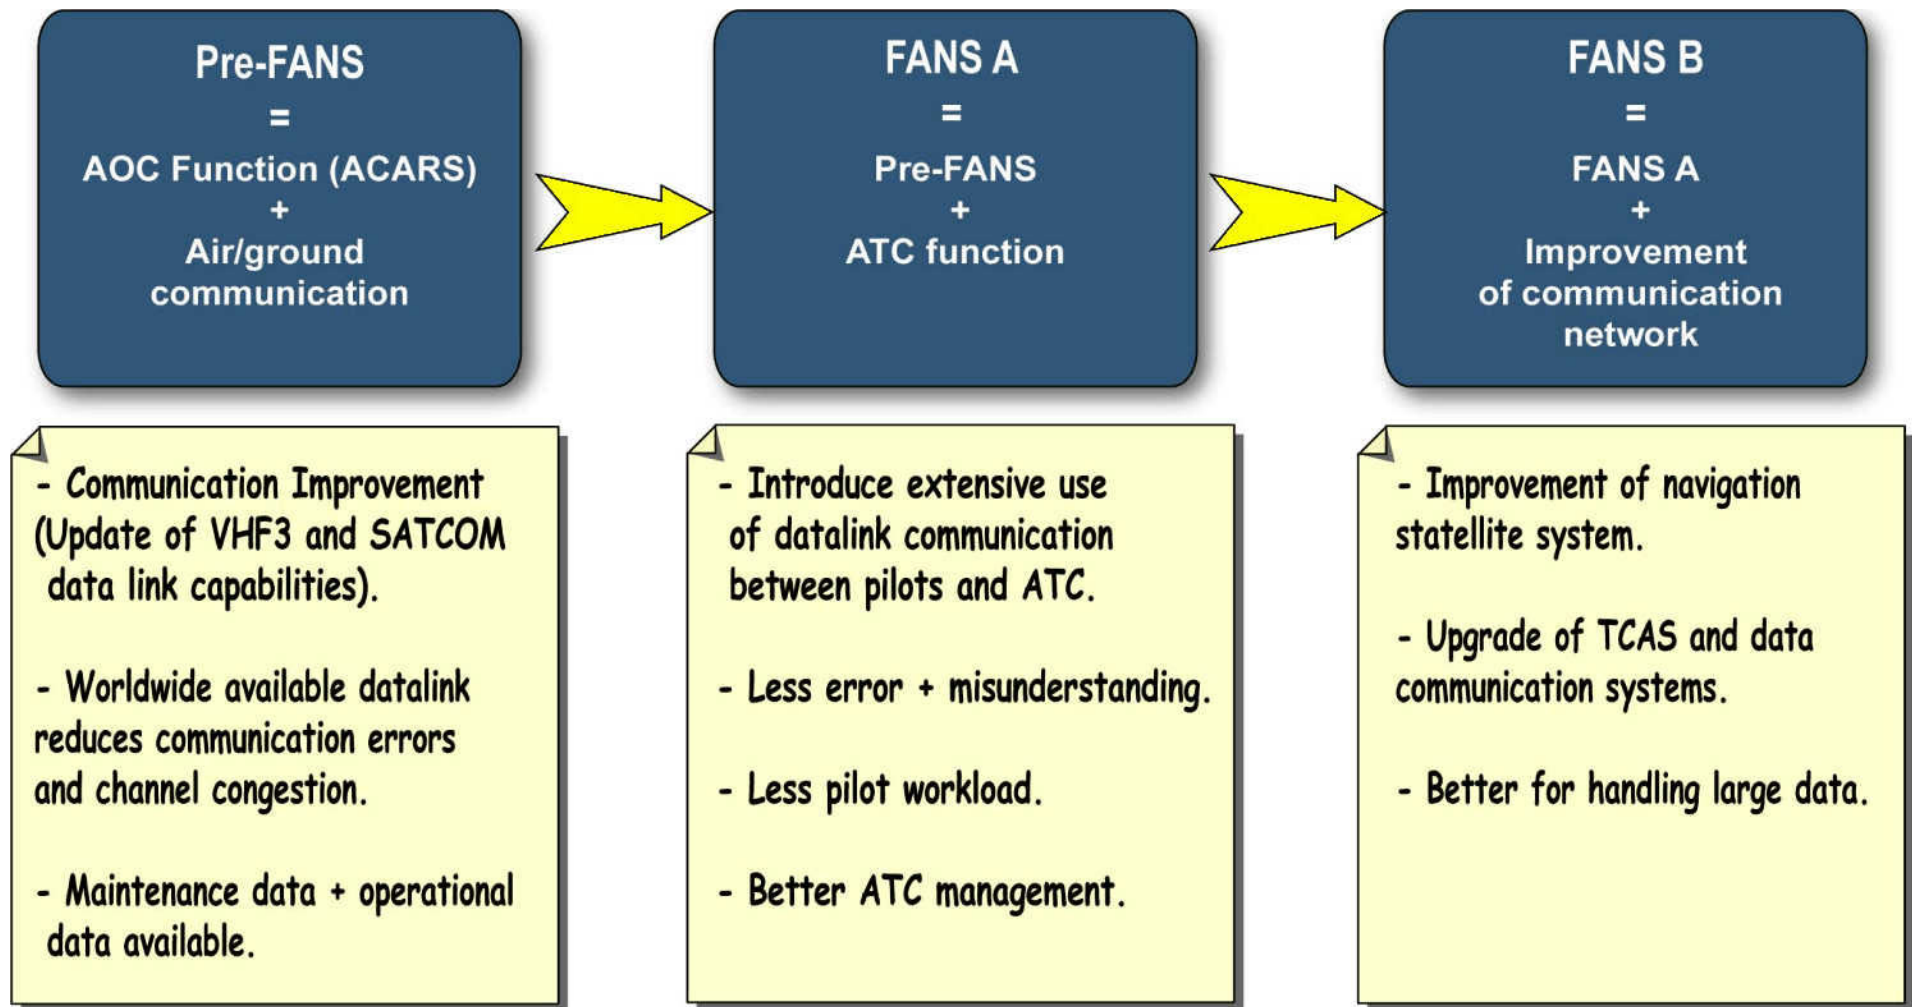 Pre-FANS
=
AOC Function (ACARS)
+
Air/ground
communication
FANS A
=
Pre-FANS
+
ATC function
FANS B
=
FANS A
+
Improvement
of communication
network
- Communication Improvement
(Update of VHF3 and SATCOM
data link capabilities).
- Worldwide available datalink
reduces communication errors
and channel congestion.
- Maintenance data + operational
data available.
- Introduce extensive use
of datalink communication
between pilots and ATC.
- Less error + misunderstanding.
- Less pilot workload.
- Better ATC management.
- Improvement of navigation
statellite system.
- Upgrade of TCAS and data
communication systems.
- Better for handling large data.